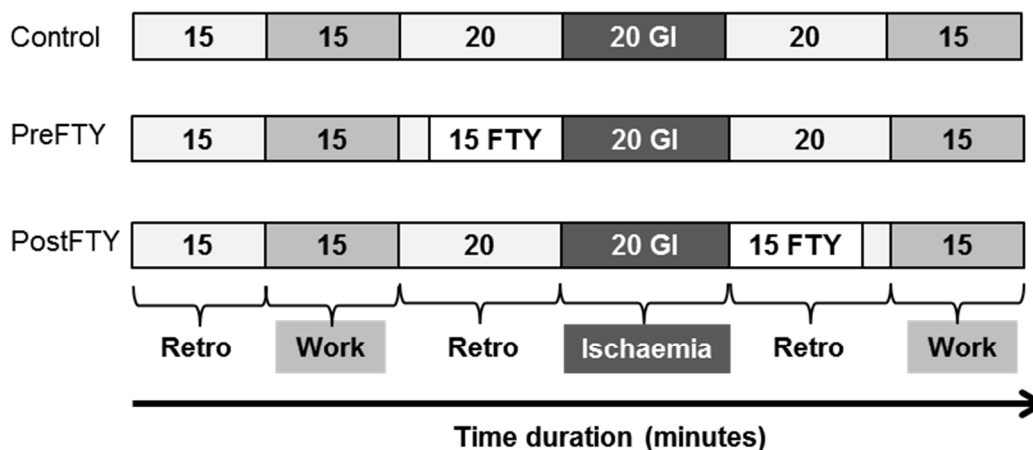 Control 15 15 20 20 GI 20 15
PreFTY 15 15 15 FTY 20 GI 20 15
PostFTY 15 15 20 20 GI 15 FTY 15
Retro Work Retro Ischaemia Retro Work
Time duration (minutes)